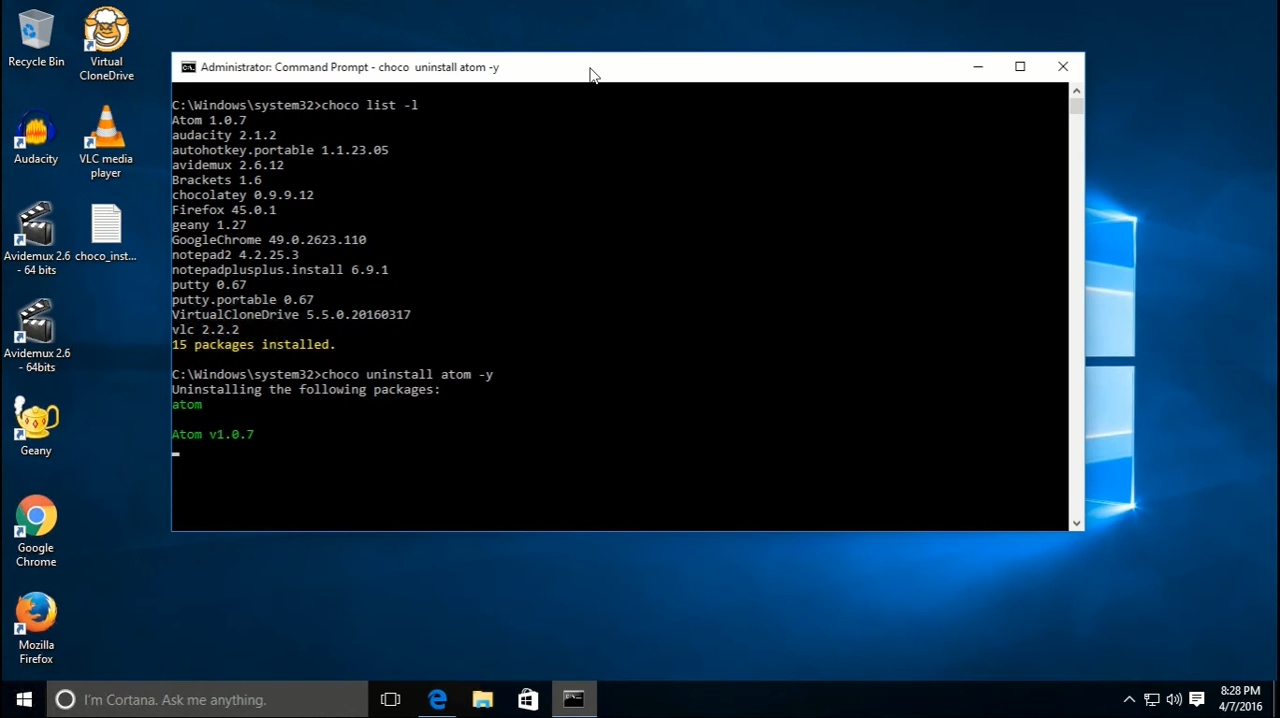 Recycle Bin
Virtual
CloneDrive
Audacity
VLC media
player
Avidemux 2.6
- 64 bits
choco_inst...
Avidemux 2.6
- 64bits
Geany
Google
Chrome
Mozilla
Firefox
Administrator: Command Prompt - choco  uninstall atom -y
C:\Windows\system32>choco list -l
Atom 1.0.7
audacity 2.1.2
autohotkey.portable 1.1.23.05
avidemux 2.6.12
Brackets 1.6
chocolatey 0.9.9.12
Firefox 45.0.1
geany 1.27
GoogleChrome 49.0.2623.110
notepad2 4.2.25.3
notepadplusplus.install 6.9.1
putty 0.67
putty.portable 0.67
VirtualCloneDrive 5.5.0.20160317
vlc 2.2.2
15 packages installed.
C:\Windows\system32>choco uninstall atom -y
Uninstalling the following packages:
atom
Atom v1.0.7
I'm Cortana. Ask me anything.
8:28 PM
4/7/2016